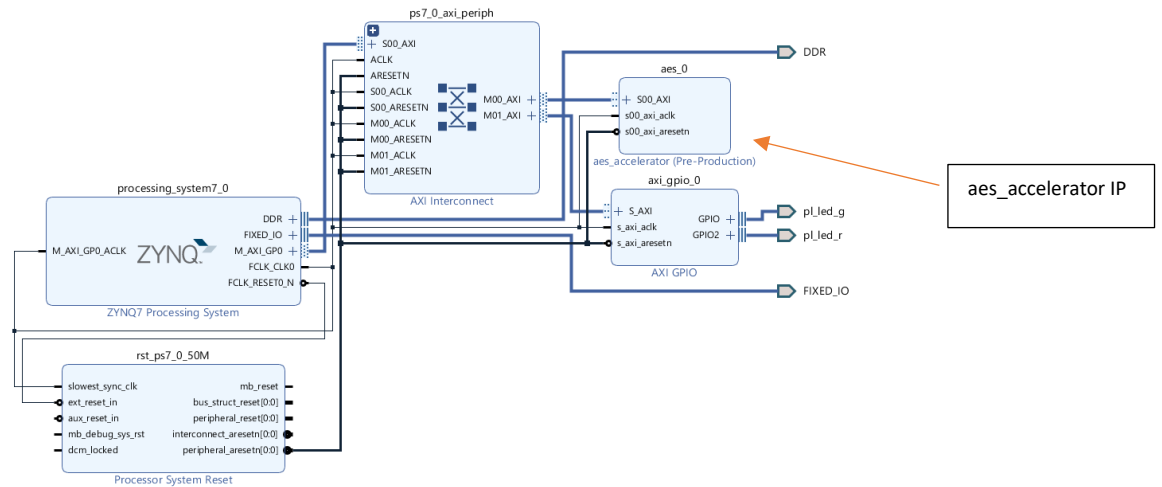 ps7_0_axi_periph
S00_AXI
ACLK
ARESETN
S00_ACLK
S00_ARESETN
M00_ACLK
M00_ARESETN
M01_ACLK
M01_ARESETN
M00_AXI
M01_AXI
AXI Interconnect
DDR
aes_0
S00_AXI
s00_axi_aclk
s00_axi_aresetn
aes_accelerator (Pre-Production)
aes_accelerator IP
axi_gpio_0
S_AXI
s_axi_aclk
s_axi_aresetn
GPIO
GPIO2
AXI GPIO
pl_led_g
pl_led_r
FIXED_IO
processing_system7_0
M_AXI_GP0_ACLK
ZYNQ
DDR
FIXED_IO
M_AXI_GP0
FCLK_CLK0
FCLK_RESET0_N
ZYNQ7 Processing System
rst_ps7_0_50M
slowest_sync_clk
ext_reset_in
aux_reset_in
mb_debug_sys_rst
dcm_locked
mb_reset
bus_struct_reset[0:0]
peripheral_reset[0:0]
interconnect_aresetn[0:0]
peripheral_aresetn[0:0]
Processor System Reset